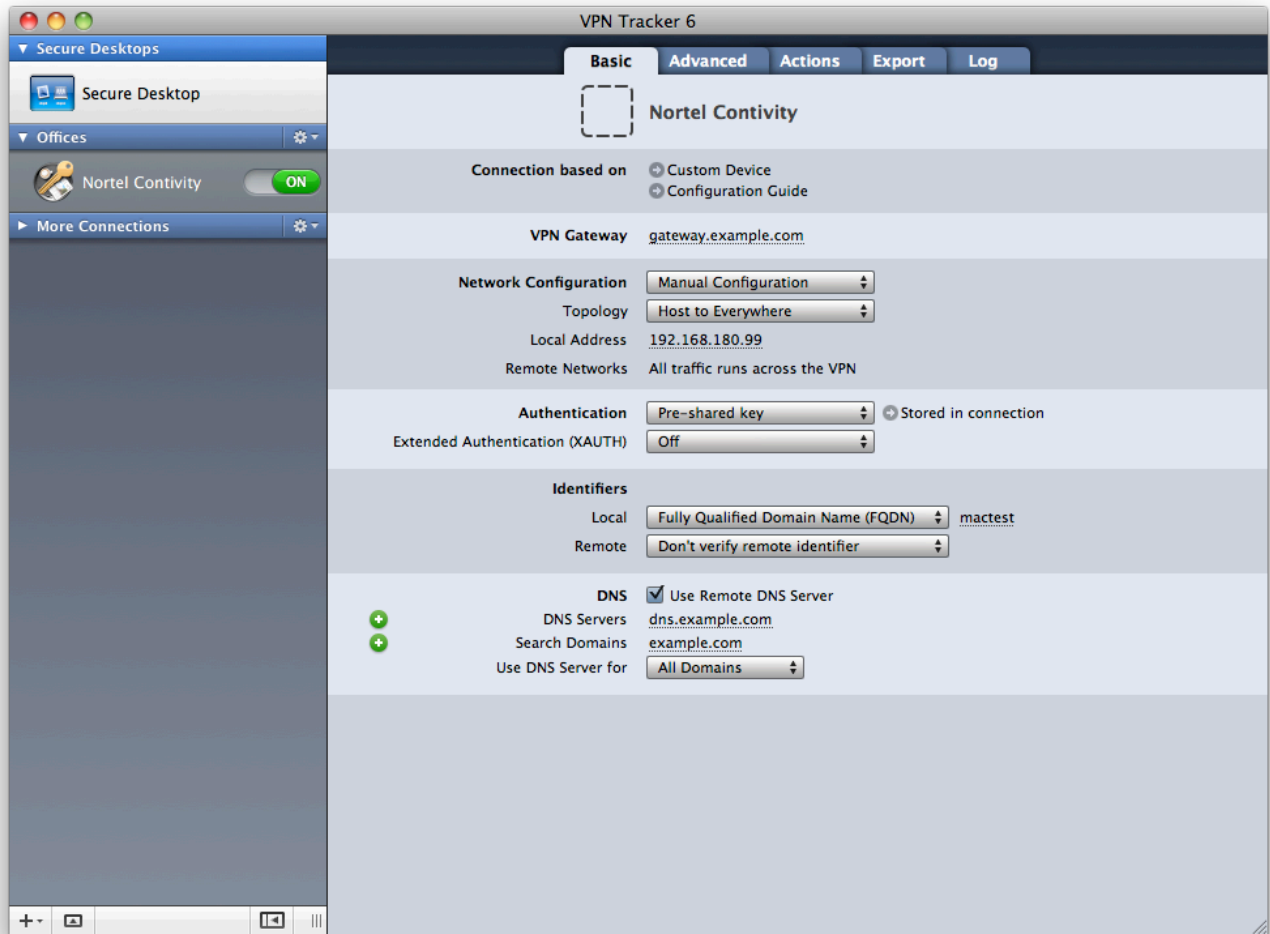 VPN Tracker 6
Secure Desktops
Secure Desktop
Offices
Nortel Contivity
ON
More Connections
Basic
Advanced
Actions
Export
Log
Nortel Contivity
Connection based on
Custom Device
Configuration Guide
VPN Gateway gateway.example.com
Network Configuration Manual Configuration
Topology Host to Everywhere
Local Address 192.168.180.99
Remote Networks All traffic runs across the VPN
Authentication Pre-shared key Stored in connection
Extended Authentication (XAUTH) Off
Identifiers
Local Fully Qualified Domain Name (FQDN) mactest
Remote Don't verify remote identifier
DNS Use Remote DNS Server
DNS Servers dns.example.com
Search Domains example.com
Use DNS Server for All Domains